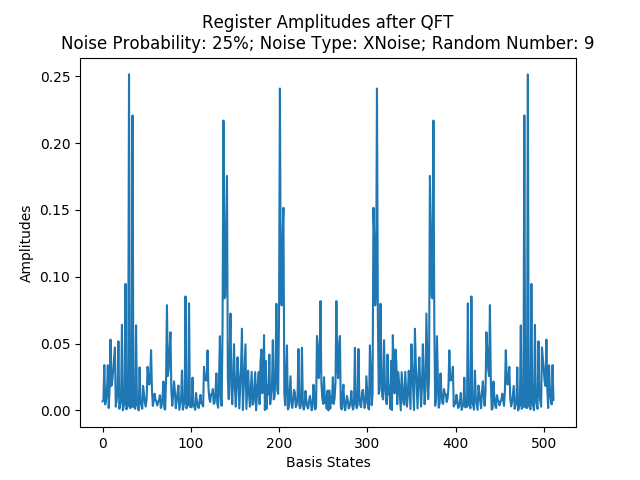 Register Amplitudes after QFT
Noise Probability: 25%; Noise Type: XNoise; Random Number: 9
0.25
0.20
0.15
0.10
0.05
0.00
Amplitudes
0 100 200 300 400 500
Basis States